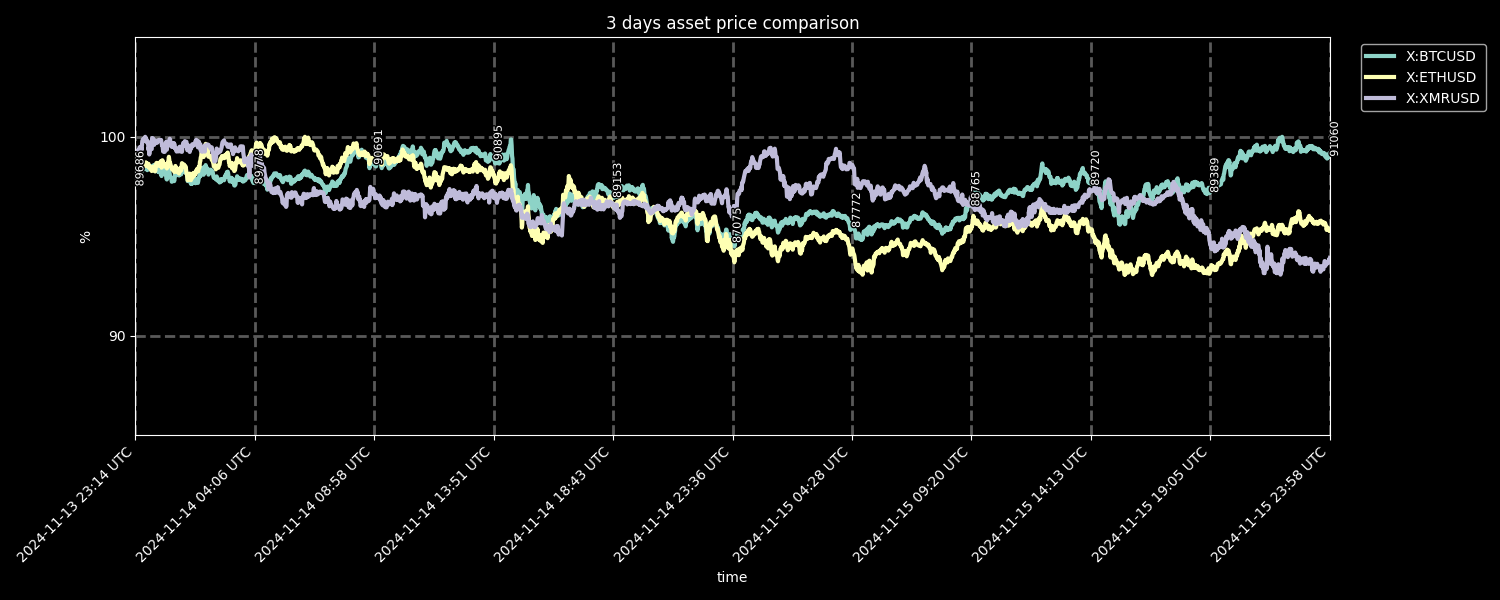 3 days asset price comparison
X:BTCUSD
X:ETHUSD
X:XMRUSD
100
90
%
89686
89778
90691
90895
89153
87075
87772
88765
89720
89389
91060
2024-11-13 23:14 UTC
2024-11-14 04:06 UTC
2024-11-14 08:58 UTC
2024-11-14 13:51 UTC
2024-11-14 18:43 UTC
2024-11-14 23:36 UTC
2024-11-15 04:28 UTC
2024-11-15 09:20 UTC
2024-11-15 14:13 UTC
2024-11-15 19:05 UTC
2024-11-15 23:58 UTC
time